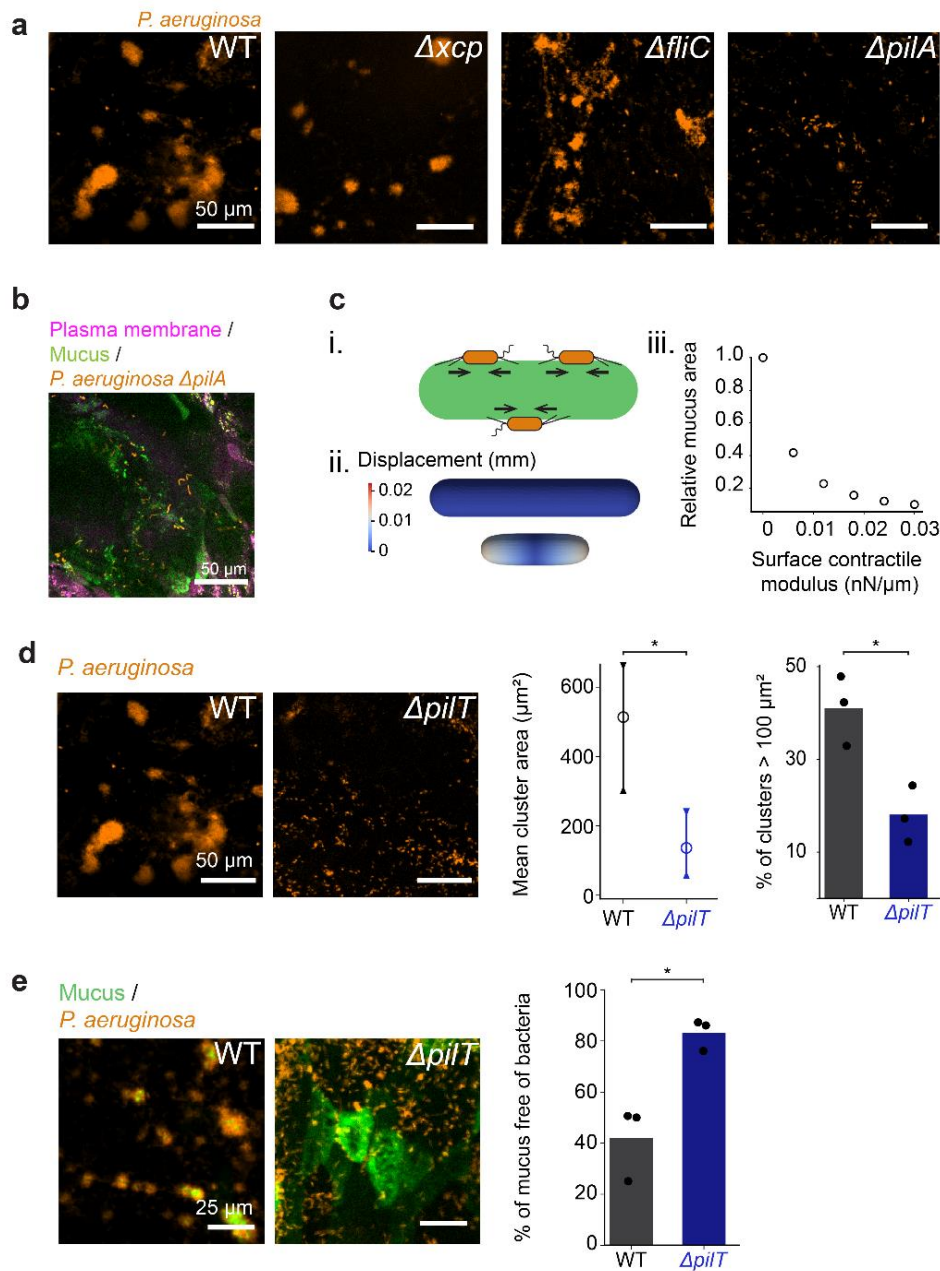 a
P. aeruginosa
WT
Δxcp
ΔfliC
ΔpilA
50 µm
b
Plasma membrane /
Mucus /
P. aeruginosa ΔpilA
50 µm
c
i.
ii. Displacement (mm)
0.02
0.01
0
iii.
Relative mucus area
1.0
0.8
0.6
0.4
0.2
0
0.01
0.02
0.03
Surface contractile
modulus (nN/µm)
d
P. aeruginosa
WT
ΔpilT
50 µm
Mean cluster area (µm²)
600
400
200
0
*
WT
ΔpilT
% of clusters > 100 µm²
50
30
10
*
WT
ΔpilT
e
Mucus /
P. aeruginosa
WT
ΔpilT
25 µm
% of mucus free of bacteria
100
80
60
40
20
0
*
WT
ΔpilT